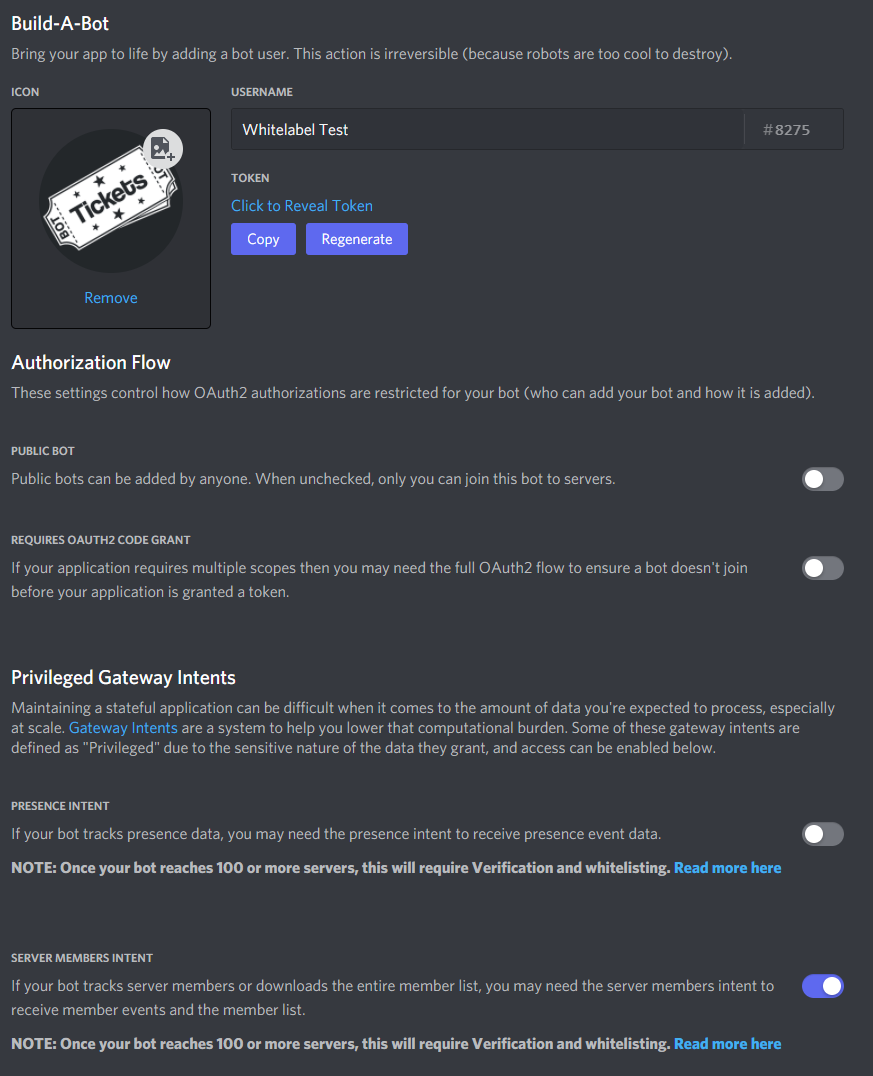 Build-A-Bot
Bring your app to life by adding a bot user. This action is irreversible (because robots are too cool to destroy).
ICON
USERNAME
Whitelabel Test
#8275
BOT
Tickets
TOKEN
Click to Reveal Token
Copy
Regenerate
Remove
Authorization Flow
These settings control how OAuth2 authorizations are restricted for your bot (who can add your bot and how it is added).
PUBLIC BOT
Public bots can be added by anyone. When unchecked, only you can join this bot to servers.
REQUIRES OAUTH2 CODE GRANT
If your application requires multiple scopes then you may need the full OAuth2 flow to ensure a bot doesn't join
before your application is granted a token.
Privileged Gateway Intents
Maintaining a stateful application can be difficult when it comes to the amount of data you're expected to process, especially
at scale. Gateway Intents are a system to help you lower that computational burden. Some of these gateway intents are
defined as "Privileged" due to the sensitive nature of the data they grant, and access can be enabled below.
PRESENCE INTENT
If your bot tracks presence data, you may need the presence intent to receive presence event data.
NOTE: Once your bot reaches 100 or more servers, this will require Verification and whitelisting. Read more here
SERVER MEMBERS INTENT
If your bot tracks server members or downloads the entire member list, you may need the server members intent to
receive member events and the member list.
NOTE: Once your bot reaches 100 or more servers, this will require Verification and whitelisting. Read more here